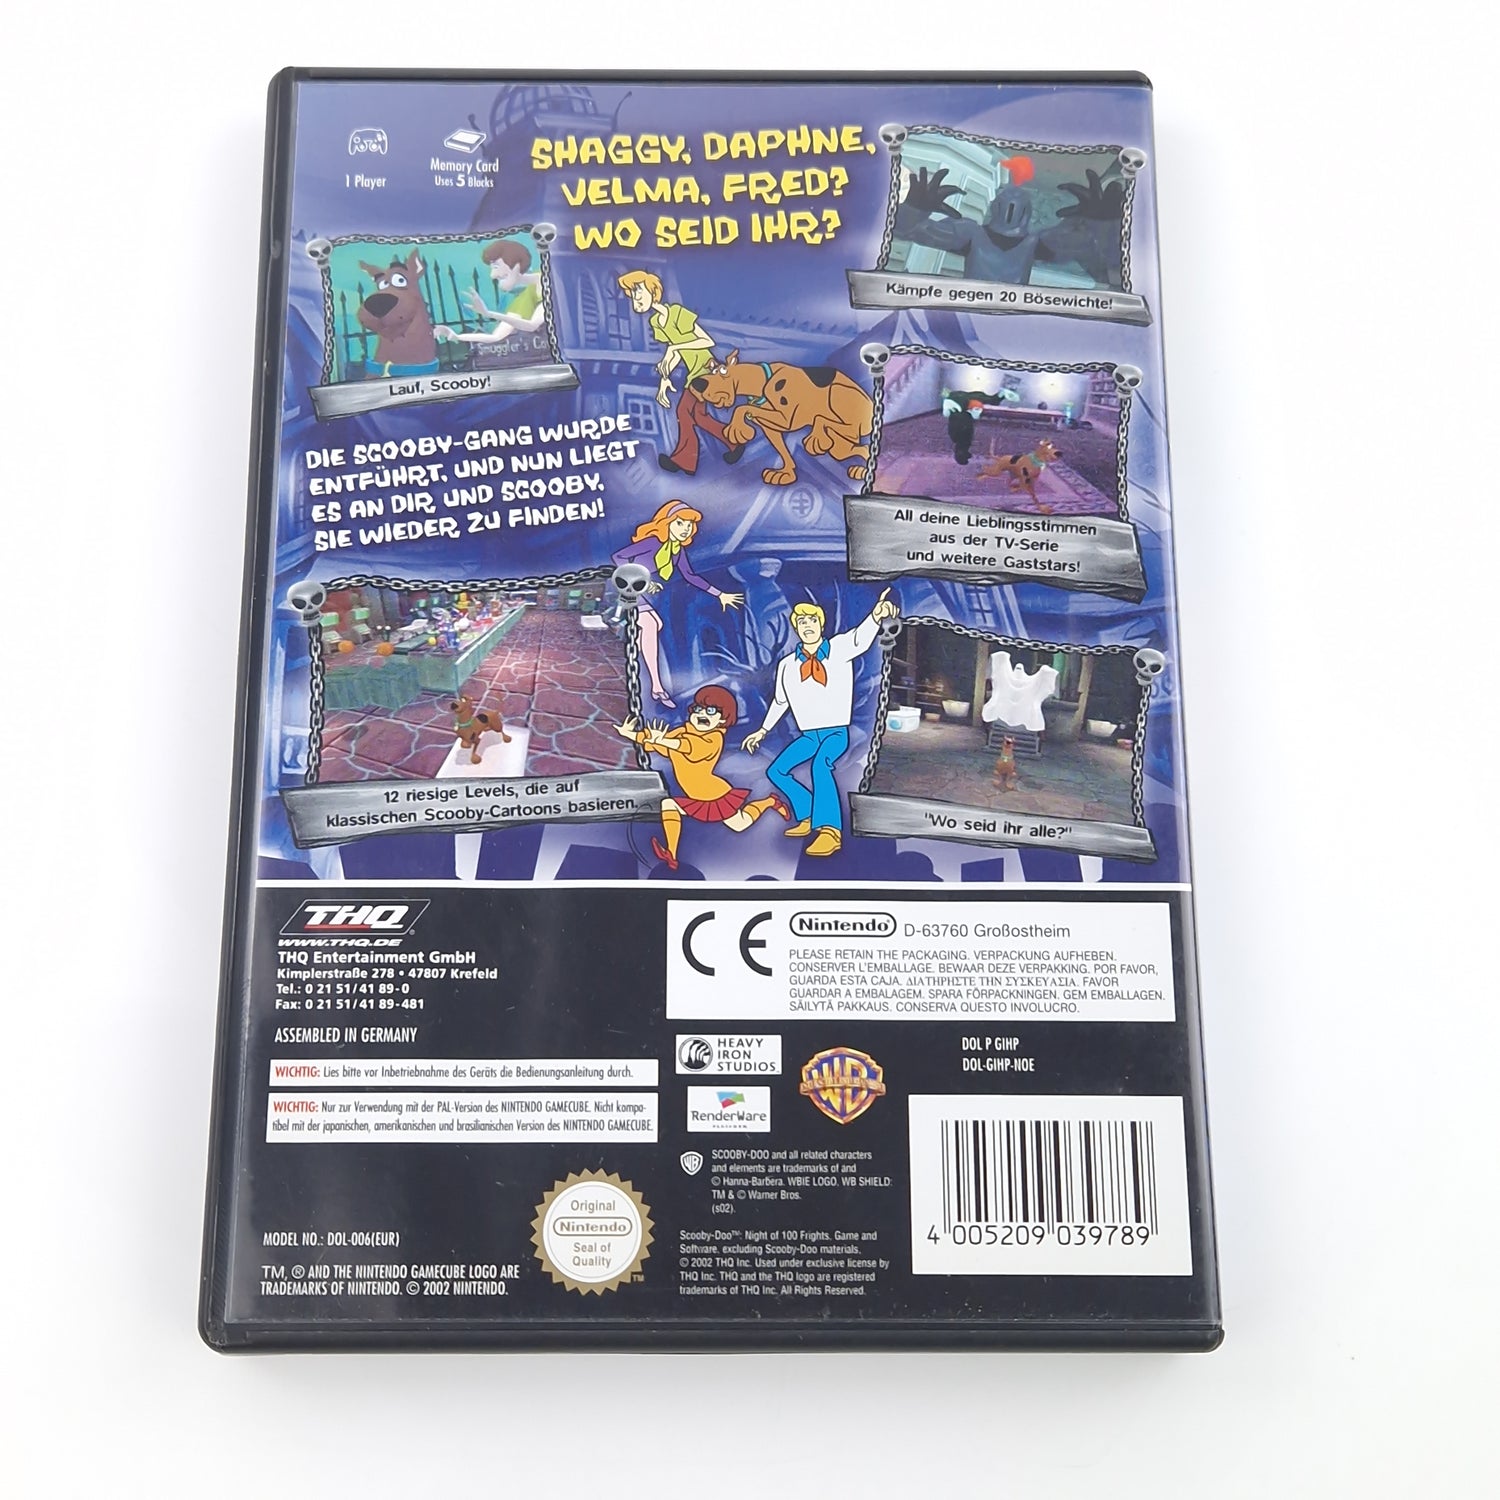 1 Player
Memory Card
Uses 5 Blocks
SHAGGY, DAPHNE,
VELMA, FRED?
WO SEID IHR?
Kämpfe gegen 20 Bösewichte!
Smuggler's
Lauf, Scooby!
DIE SCOOBY-GANG WURDE
ENTFÜHRT, UND NUN LIEGT
ES AN DIR UND SCOOBY,
SIE WIEDER ZU FINDEN!
All deine Lieblingsstimmen
aus der TV-Serie
und weitere Gaststars!
12 riesige Levels, die auf
klassischen Scooby-Cartoons basieren.
"Wo seid ihr alle?"
THQ
WWW.THQ.DE
THQ Entertainment GmbH
Kimplerstraße 278 • 47807 Krefeld
Tel.: 0 21 51/41 89-0
Fax: 0 21 51/41 89-481
ASSEMBLED IN GERMANY
WICHTIG: Lies bitte vor Inbetriebnahme des Geräts die Bedienungsanleitung durch.
WICHTIG: Nur zur Verwendung mit der PAL-Version des NINTENDO GAMECUBE. Nicht kompa-
tibel mit der japanischen, amerikanischen und brasilianischen Version des NINTENDO GAMECUBE.
MODEL NO.: DOL-006(EUR)
TM, ® AND THE NINTENDO GAMECUBE LOGO ARE
TRADEMARKS OF NINTENDO. © 2002 NINTENDO.
Original
Nintendo
Seal of
Quality
TM
CE
Nintendo® D-63760 Großostheim
PLEASE RETAIN THE PACKAGING. VERPACKUNG AUFHEBEN.
CONSERVER L'EMBALLAGE. BEWAAR DEZE VERPAKKING. POR FAVOR,
GUARDA ESTA CAJA. ΔΙΑΤΗΡΗΣΤΕ ΤΗΝ ΣΥΣΚΕΥΑΣΙΑ. FAVOR
GUARDAR A EMBALAGEM. SPARA FÖRPACKNINGEN. GEM EMBALLAGEN.
SÄILYTÄ PAKKAUS. CONSERVA QUESTO INVOLUCRO.
HEAVY
IRON
STUDIOS.
RenderWare
WB
DOL P GIHP
DOL-GIHP-NOE
WB
SCOOBY-DOO and all related characters
and elements are trademarks of and
© Hanna-Barbera. WBIE LOGO, WB SHIELD:
TM & © Warner Bros.
(s02).
Scooby-Doo™: Night of 100 Frights. Game and
Software, excluding Scooby-Doo materials.
© 2002 THQ Inc. Used under exclusive license by
THQ Inc. THQ and the THQ logo are registered
trademarks of THQ Inc. All Rights Reserved.
4 005209 039789